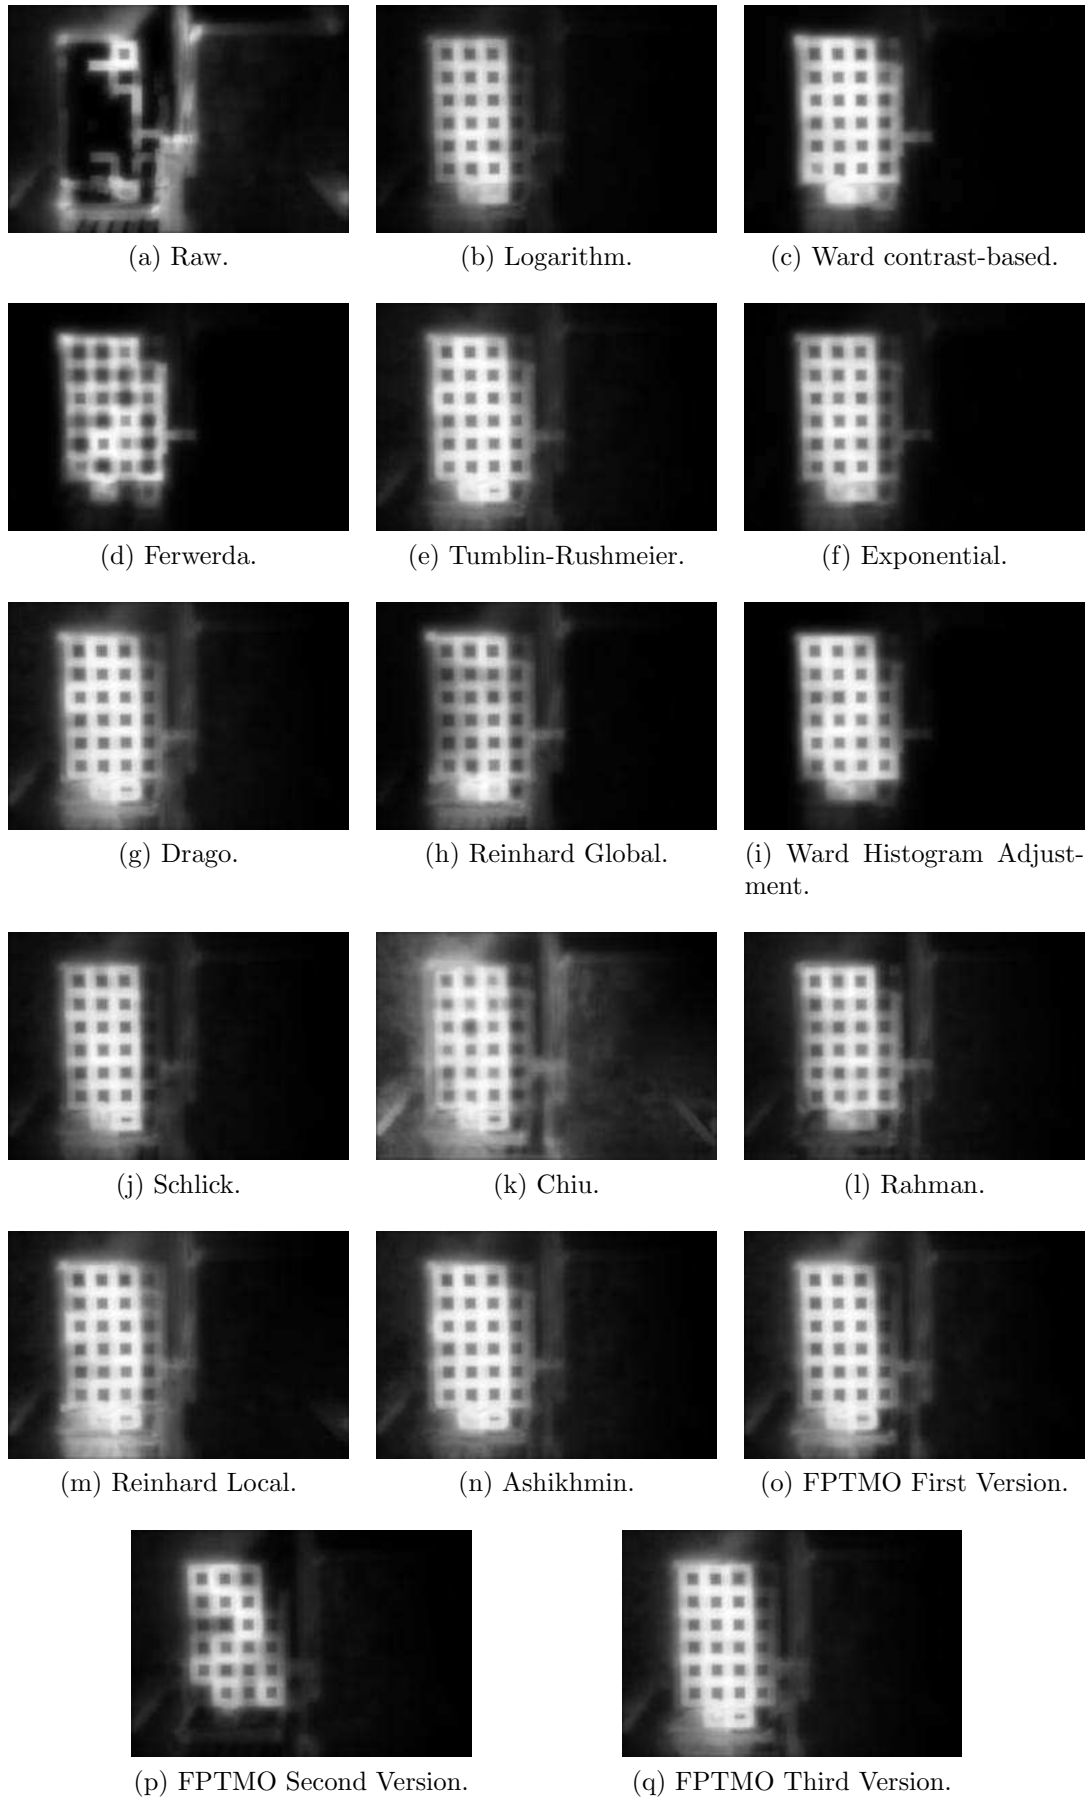 (a) Raw.
(b) Logarithm.
(c) Ward contrast-based.
(d) Ferwerda.
(e) Tumblin-Rushmeier.
(f) Exponential.
(g) Drago.
(h) Reinhard Global.
(i) Ward Histogram Adjust-
ment.
(j) Schlick.
(k) Chiu.
(l) Rahman.
(m) Reinhard Local.
(n) Ashikhmin.
(o) FPTMO First Version.
(p) FPTMO Second Version.
(q) FPTMO Third Version.